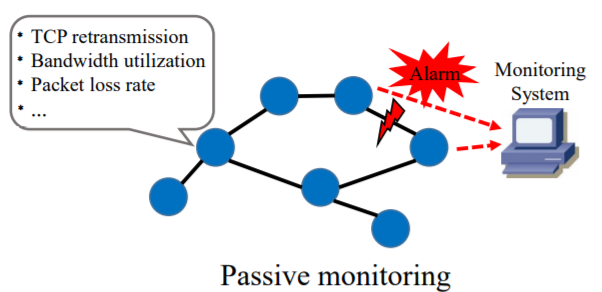 * TCP retransmission
* Bandwidth utilization
* Packet loss rate
* ...
Alarm
Monitoring
System
Passive monitoring